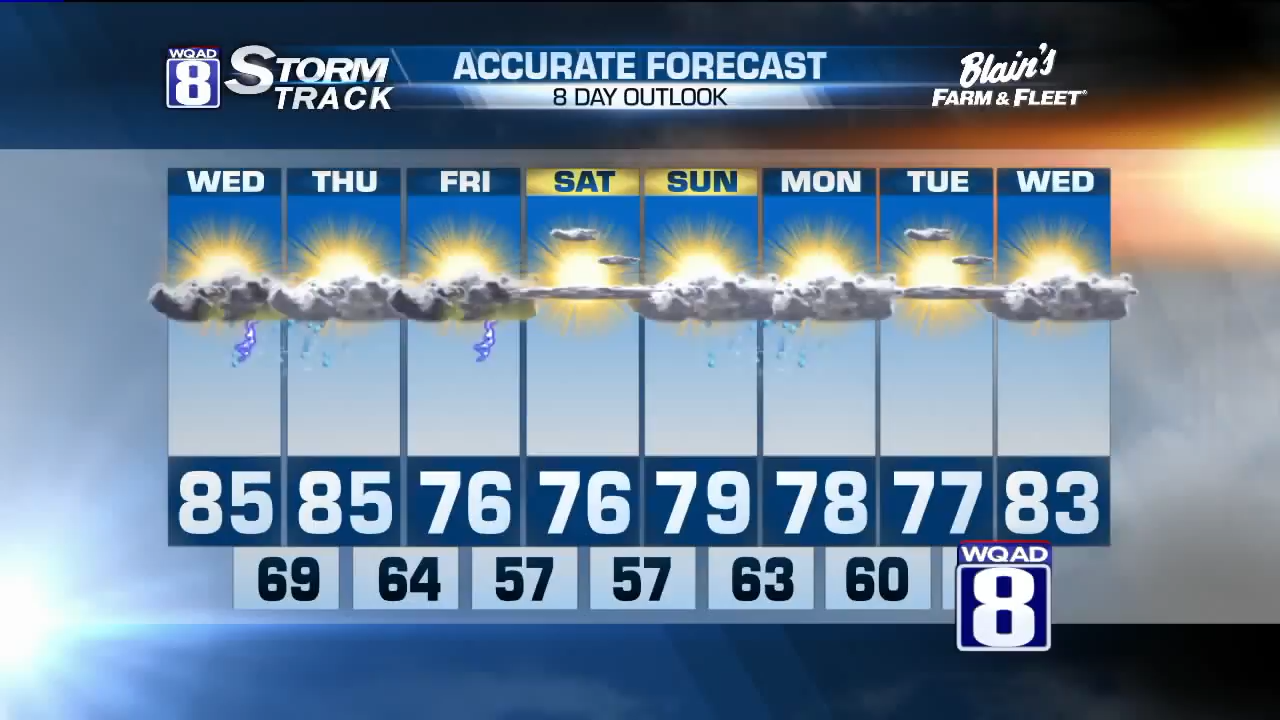 WQAD
8
STORM
TRACK
ACCURATE FORECAST
8 DAY OUTLOOK
Blain's
FARM & FLEET
WED THU FRI SAT SUN MON TUE WED
85 85 76 76 79 78 77 83
69 64 57 57 63 60
WQAD
8